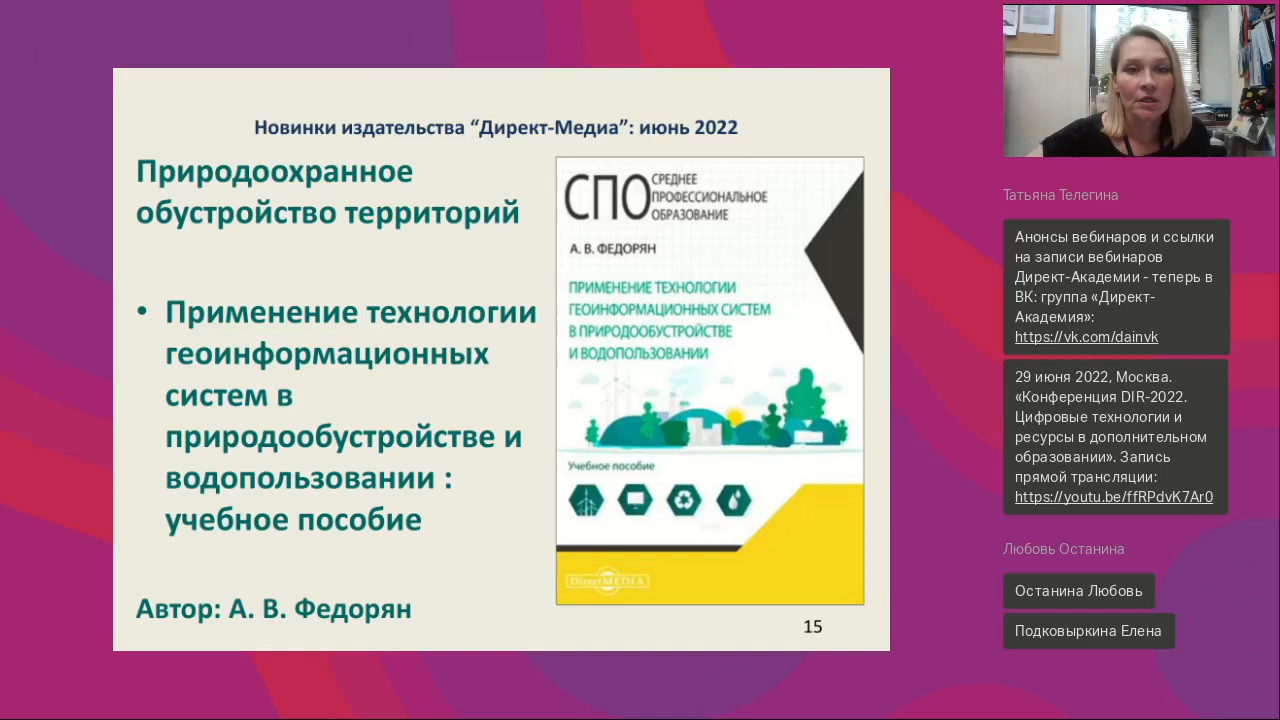 Новинки издательства “Директ-Медиа”: июнь 2022
Природоохранное
обустройство территорий
• Применение технологии
геоинформационных
систем в
природообустройстве и
водопользовании :
учебное пособие
Автор: А. В. Федорян
СПО СРЕДНЕЕ
ПРОФЕССИОНАЛЬНОЕ
ОБРАЗОВАНИЕ
А. В. ФЕДОРЯН
ПРИМЕНЕНИЕ ТЕХНОЛОГИИ
ГЕОИНФОРМАЦИОННЫХ СИСТЕМ
В ПРИРОДООБУСТРОЙСТВЕ
И ВОДОПОЛЬЗОВАНИИ
Учебное пособие
DirectMEDIA
15
Татьяна Телегина
Анонсы вебинаров и ссылки
на записи вебинаров
Директ-Академии - теперь в
ВК: группа «Директ-
Академия»:
https://vk.com/dainvk
29 июня 2022, Москва.
«Конференция DIR-2022.
Цифровые технологии и
ресурсы в дополнительном
образовании». Запись
прямой трансляции:
https://youtu.be/ffRPdvK7Ar0
Любовь Останина
Останина Любовь
Подковыркина Елена